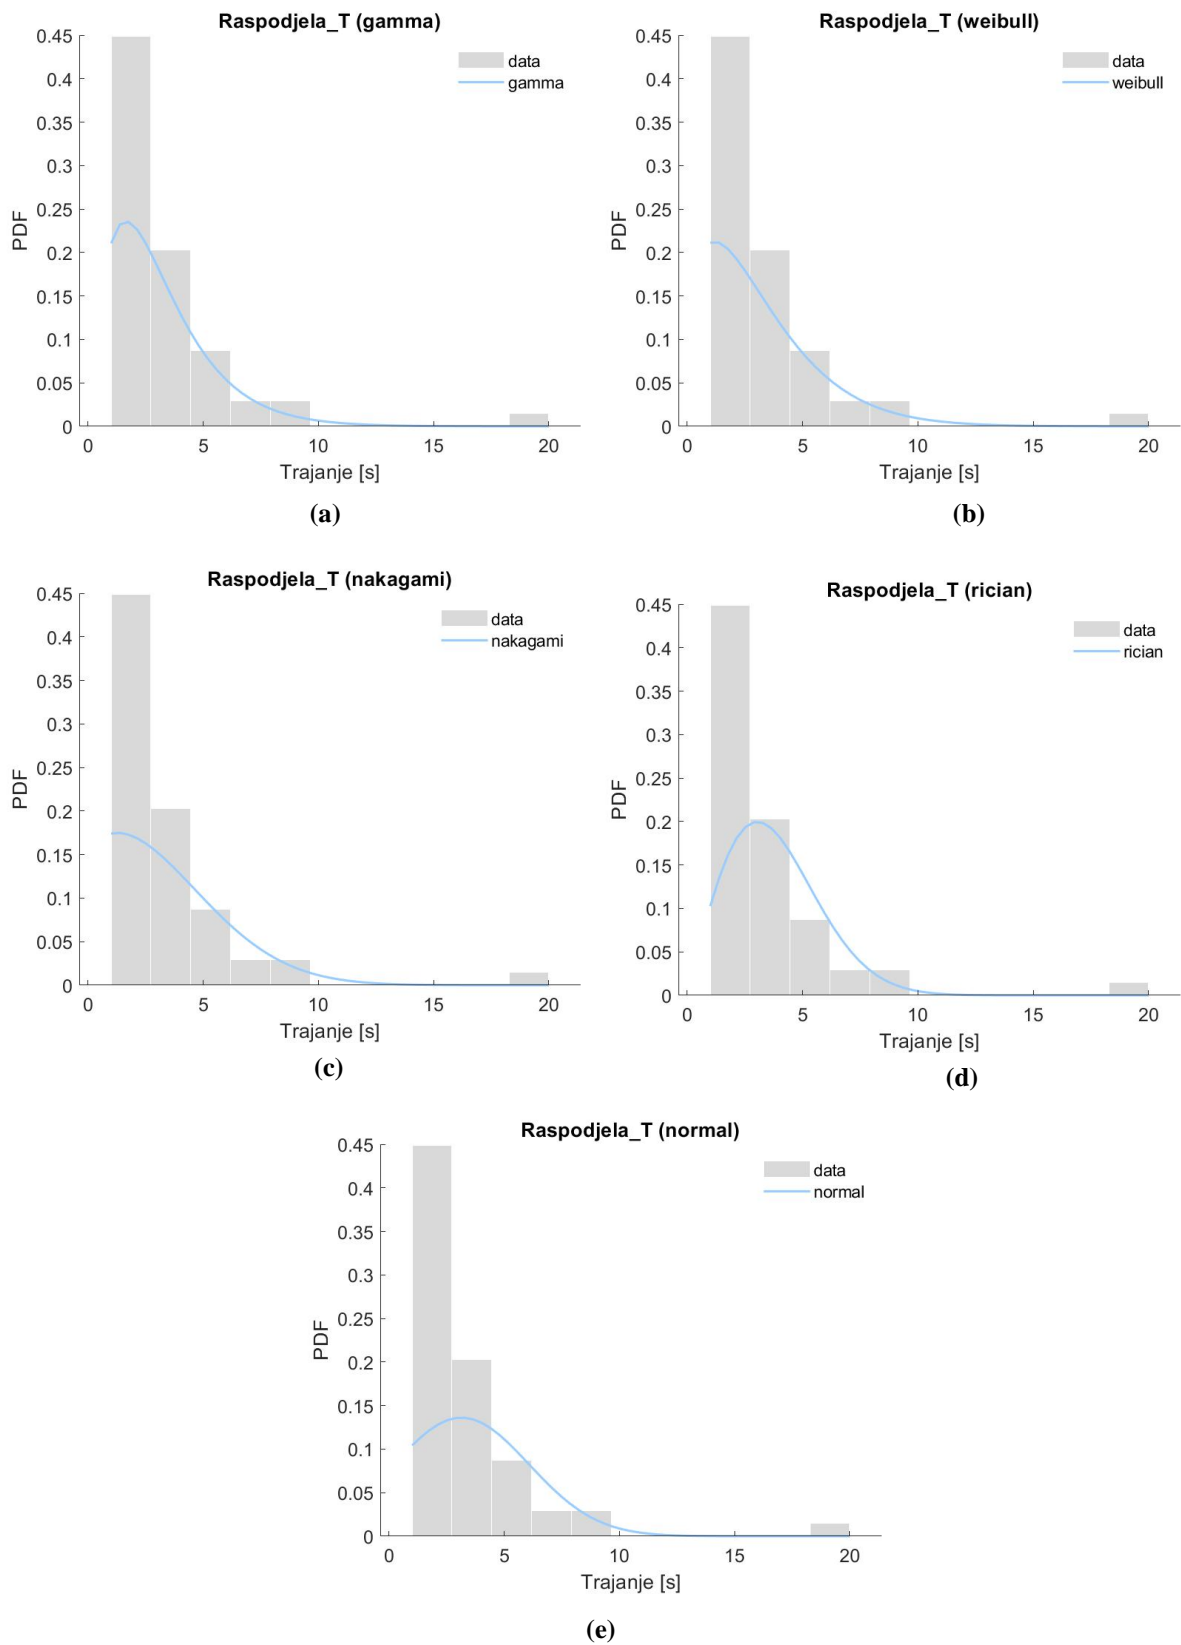 Raspodjela_T (gamma)
0.45
0.4
0.35
0.3
0.25
0.2
0.15
0.1
0.05
0
PDF
data
gamma
0 5 10 15 20
Trajanje [s]
(a)
Raspodjela_T (weibull)
0.45
0.4
0.35
0.3
0.25
0.2
0.15
0.1
0.05
0
PDF
data
weibull
0 5 10 15 20
Trajanje [s]
(b)
Raspodjela_T (nakagami)
0.45
0.4
0.35
0.3
0.25
0.2
0.15
0.1
0.05
0
PDF
data
nakagami
0 5 10 15 20
Trajanje [s]
(c)
Raspodjela_T (rician)
0.45
0.4
0.35
0.3
0.25
0.2
0.15
0.1
0.05
0
PDF
data
rician
0 5 10 15 20
Trajanje [s]
(d)
Raspodjela_T (normal)
0.45
0.4
0.35
0.3
0.25
0.2
0.15
0.1
0.05
0
PDF
data
normal
0 5 10 15 20
Trajanje [s]
(e)